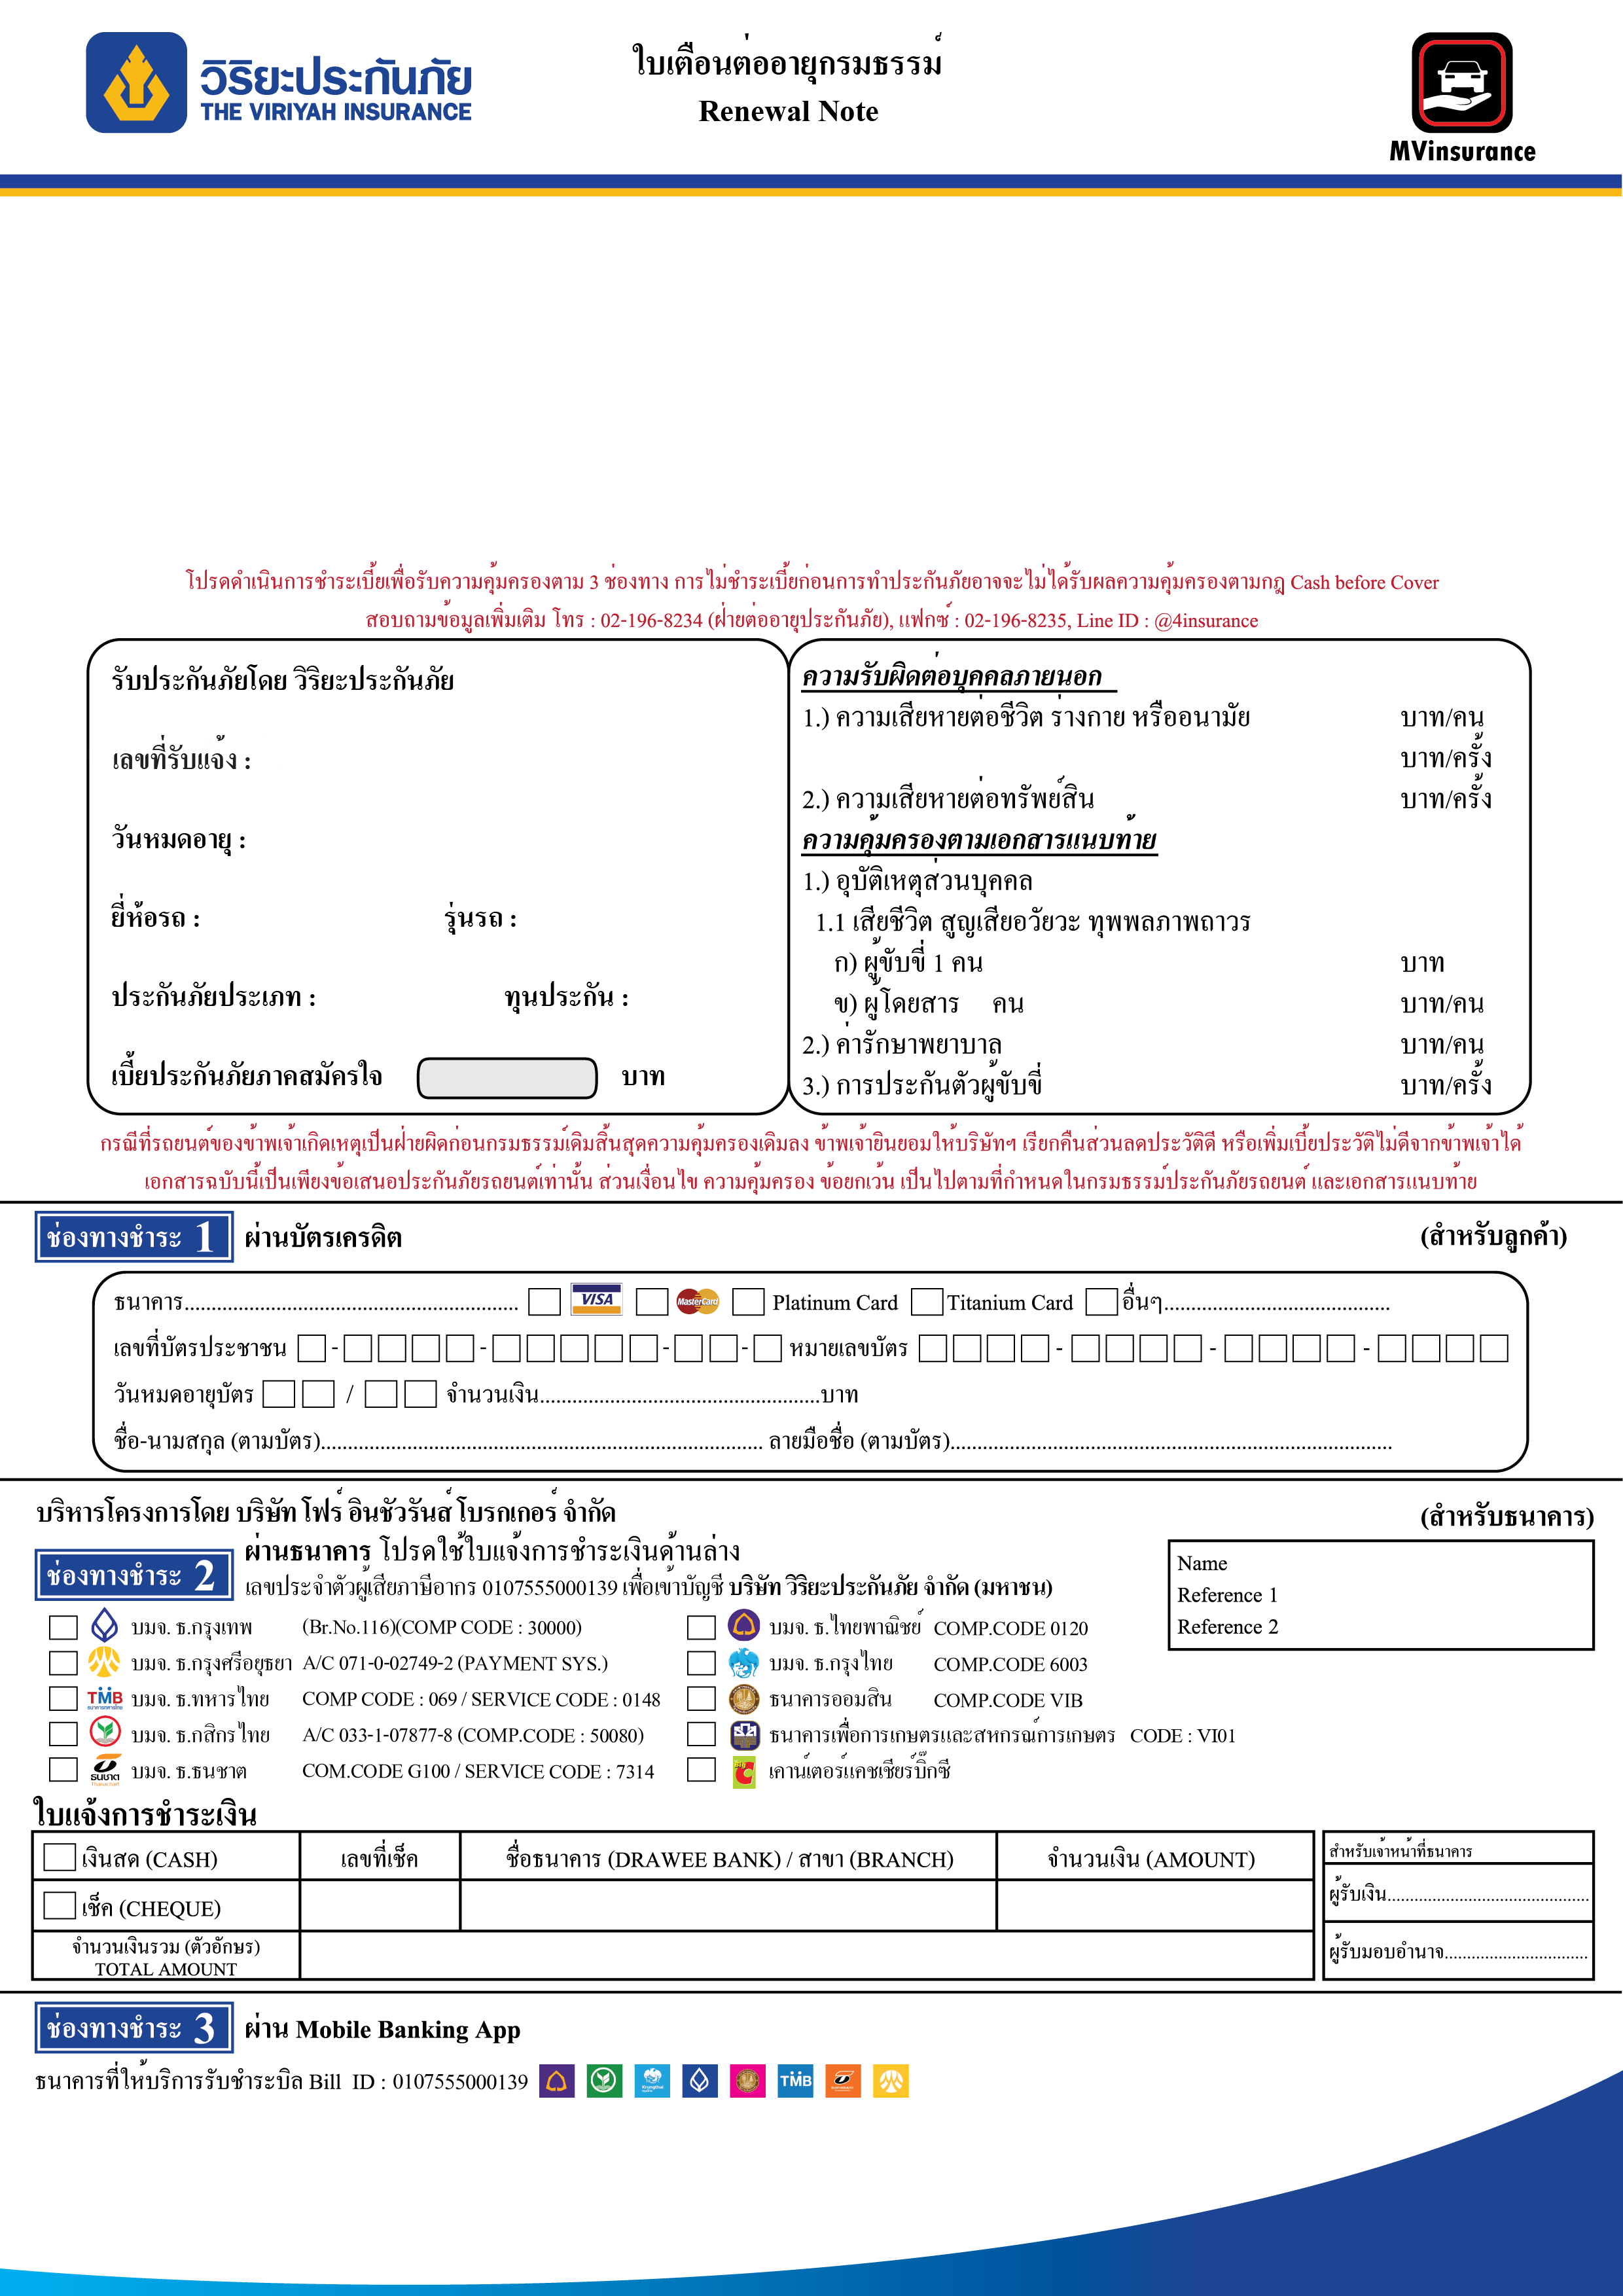 วิริยะประกันภัย
THE VIRIYAH INSURANCE
ใบเตือนต่ออายุกรมธรรม์
Renewal Note
MVinsurance
โปรดดำเนินการชำระเบี้ยเพื่อรับความคุ้มครองตาม 3 ช่องทาง การไม่ชำระเบี้ยก่อนการทำประกันภัยอาจจะไม่ได้รับผลความคุ้มครองตามกฎ Cash before Cover
สอบถามข้อมูลเพิ่มเติม โทร : 02-196-8234 (ฝ่ายต่ออายุประกันภัย), แฟกซ์ : 02-196-8235, Line ID : @4insurance
รับประกันภัยโดย วิริยะประกันภัย
เลขที่รับแจ้ง :
วันหมดอายุ :
ยี่ห้อรถ : รุ่นรถ :
ประกันภัยประเภท : ทุนประกัน :
เบี้ยประกันภัยภาคสมัครใจ บาท
ความรับผิดต่อบุคคลภายนอก
1.) ความเสียหายต่อชีวิต ร่างกาย หรืออนามัย บาท/คน
บาท/ครั้ง
2.) ความเสียหายต่อทรัพย์สิน บาท/ครั้ง
ความคุ้มครองตามเอกสารแนบท้าย
1.) อุบัติเหตุส่วนบุคคล
1.1 เสียชีวิต สูญเสียอวัยวะ ทุพพลภาพถาวร
ก) ผู้ขับขี่ 1 คน บาท
ข) ผู้โดยสาร คน บาท/คน
2.) ค่ารักษาพยาบาล บาท/คน
3.) การประกันตัวผู้ขับขี่ บาท/ครั้ง
กรณีที่รถยนต์ของข้าพเจ้าเกิดเหตุเป็นฝ่ายผิดก่อนกรมธรรม์เดิมสิ้นสุดความคุ้มครองเดิมลง ข้าพเจ้ายินยอมให้บริษัทฯ เรียกคืนส่วนลดประวัติดี หรือเพิ่มเบี้ยประวัติไม่ดีจากข้าพเจ้าได้
เอกสารฉบับนี้เป็นเพียงข้อเสนอประกันภัยรถยนต์เท่านั้น ส่วนเงื่อนไข ความคุ้มครอง ข้อยกเว้น เป็นไปตามที่กำหนดในกรมธรรม์ประกันภัยรถยนต์ และเอกสารแนบท้าย
ช่องทางชำระ 1 ผ่านบัตรเครดิต (สำหรับลูกค้า)
ธนาคาร.............................................................. VISA MasterCard Platinum Card Titanium Card อื่นๆ..........................................
เลขที่บัตรประชาชน - - - - หมายเลขบัตร - - -
วันหมดอายุบัตร / จำนวนเงิน....................................................บาท
ชื่อ-นามสกุล (ตามบัตร).................................................................................. ลายมือชื่อ (ตามบัตร)..................................................................................
บริหารโครงการโดย บริษัท โฟร์ อินชัวรันส์ โบรกเกอร์ จำกัด (สำหรับธนาคาร)
ช่องทางชำระ 2 ผ่านธนาคาร โปรดใช้ใบแจ้งการชำระเงินด้านล่าง
เลขประจำตัวผู้เสียภาษีอากร 0107555000139 เพื่อเข้าบัญชี บริษัท วิริยะประกันภัย จำกัด (มหาชน)
Name
Reference 1
Reference 2
บมจ. ธ.กรุงเทพ (Br.No.116)(COMP CODE : 30000) บมจ. ธ.ไทยพาณิชย์ COMP.CODE 0120
บมจ. ธ.กรุงศรีอยุธยา A/C 071-0-02749-2 (PAYMENT SYS.) บมจ. ธ.กรุงไทย COMP.CODE 6003
TMB บมจ. ธ.ทหารไทย COMP CODE : 069 / SERVICE CODE : 0148 ธนาคารออมสิน COMP.CODE VIB
บมจ. ธ.กสิกรไทย A/C 033-1-07877-8 (COMP.CODE : 50080) ธนาคารเพื่อการเกษตรและสหกรณ์การเกษตร CODE : VI01
ธนชาต Thanachart บมจ. ธ.ธนชาต COM.CODE G100 / SERVICE CODE : 7314 เคาน์เตอร์แคชเชียร์บิ๊กซี
ใบแจ้งการชำระเงิน
เงินสด (CASH) เลขที่เช็ค ชื่อธนาคาร (DRAWEE BANK) / สาขา (BRANCH) จำนวนเงิน (AMOUNT) สำหรับเจ้าหน้าที่ธนาคาร
เช็ค (CHEQUE) ผู้รับเงิน..........................................
จำนวนเงินรวม (ตัวอักษร) ผู้รับมอบอำนาจ..............................
TOTAL AMOUNT
ช่องทางชำระ 3 ผ่าน Mobile Banking App
ธนาคารที่ให้บริการรับชำระบิล Bill ID : 0107555000139 TMB